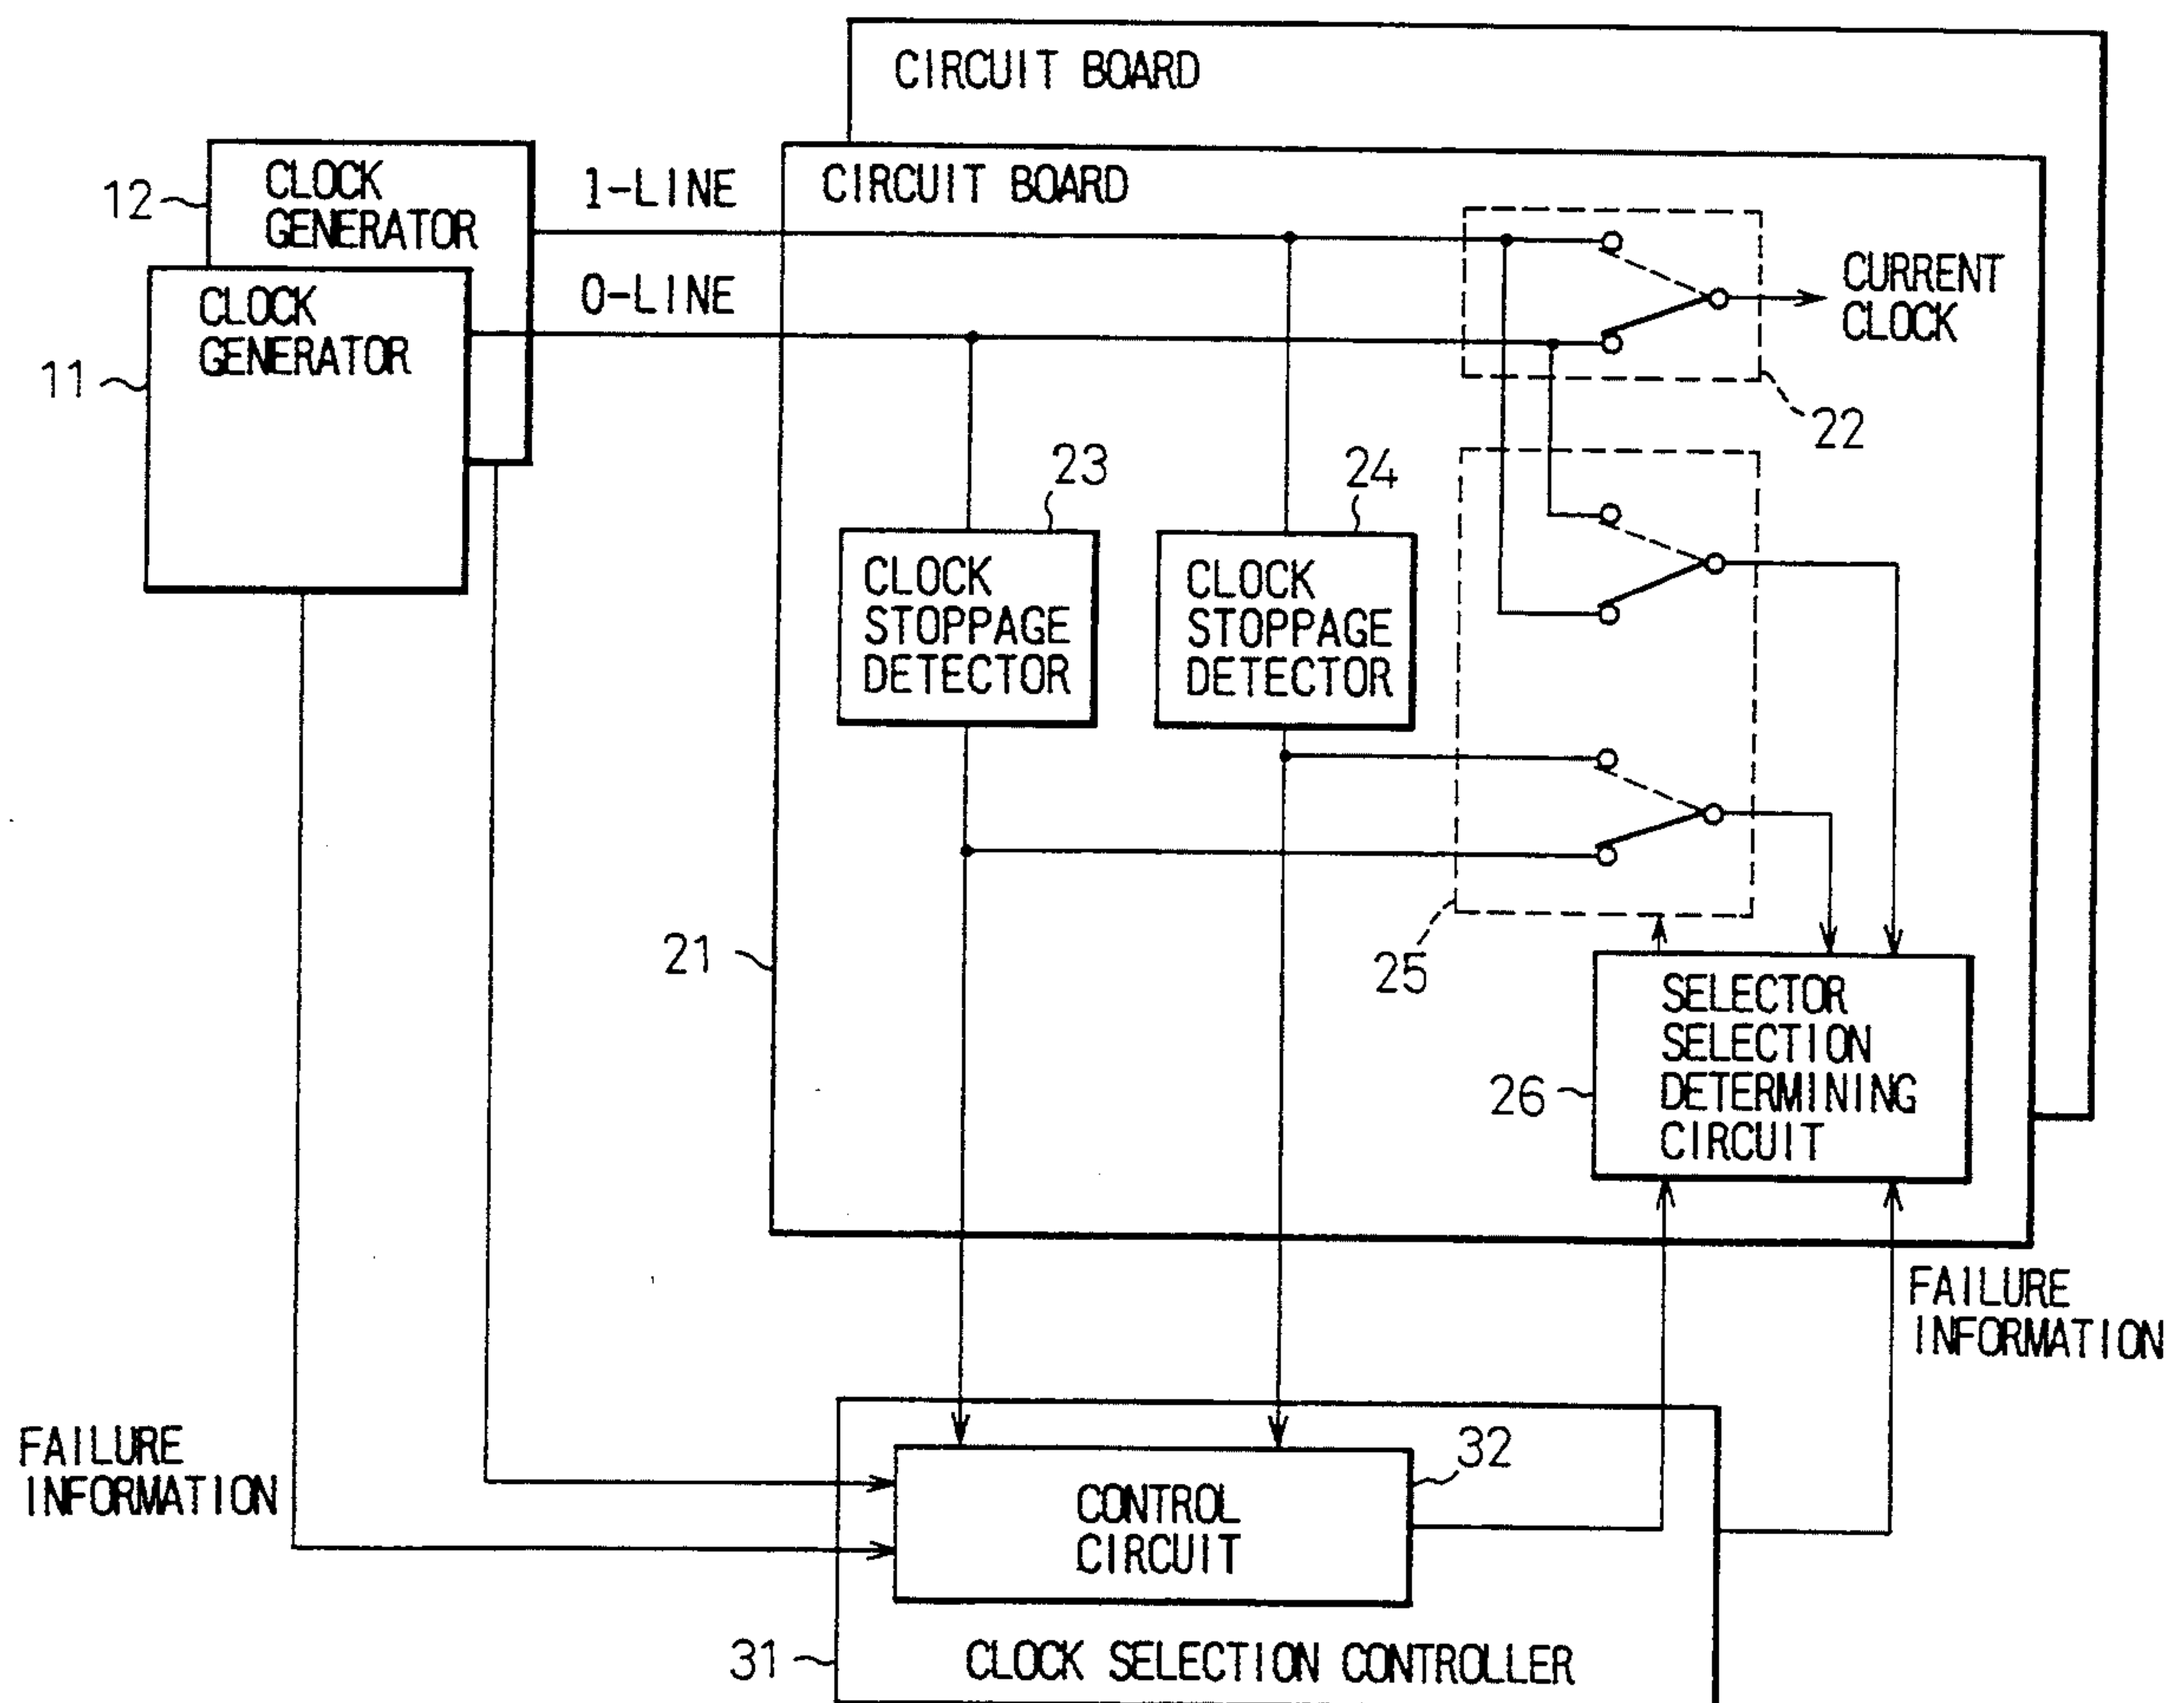 CIRCUIT BOARD
CIRCUIT BOARD
12
CLOCK
GENERATOR
1-LINE
11
CLOCK
GENERATOR
0-LINE
CURRENT
CLOCK
22
23
CLOCK
STOPPAGE
DETECTOR
24
CLOCK
STOPPAGE
DETECTOR
21
25
26
SELECTOR
SELECTION
DETERMINING
CIRCUIT
FAILURE
INFORMATION
FAILURE
INFORMATION
32
CONTROL
CIRCUIT
31
CLOCK SELECTION CONTROLLER